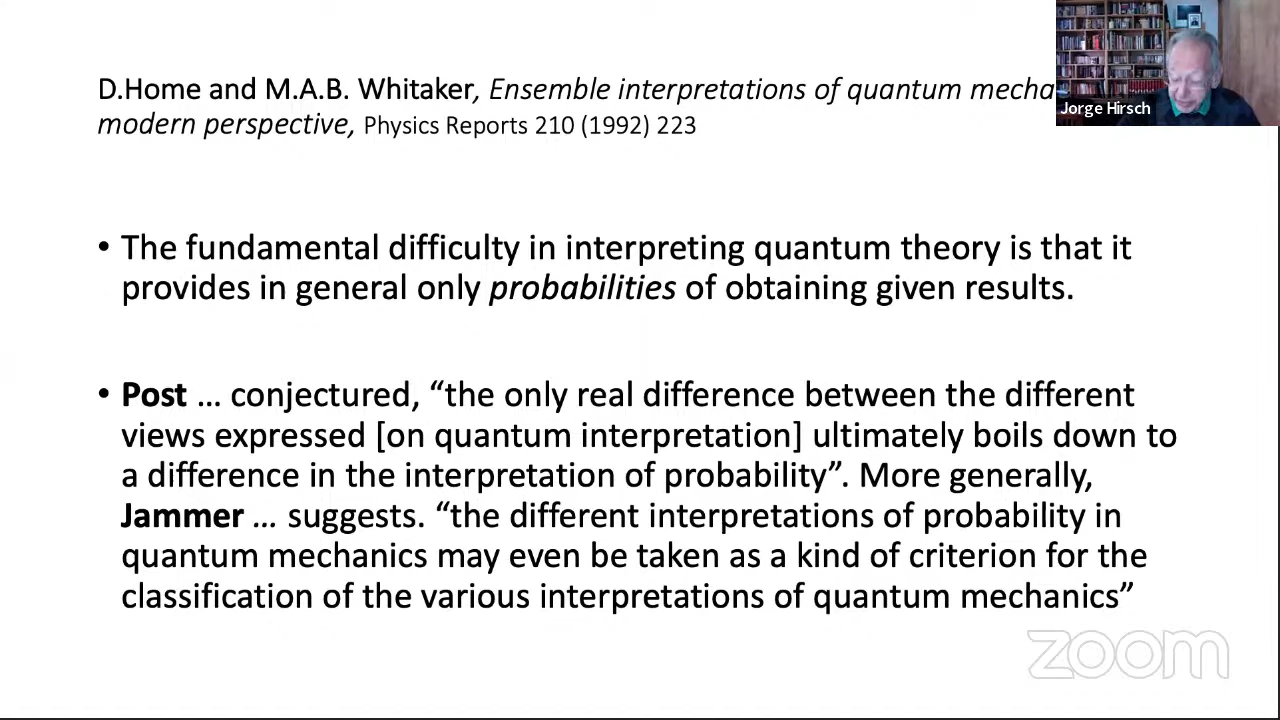 D.Home and M.A.B. Whitaker, Ensemble interpretations of quantum mecha
modern perspective, Physics Reports 210 (1992) 223
Jorge Hirsch
• The fundamental difficulty in interpreting quantum theory is that it
provides in general only probabilities of obtaining given results.
• Post … conjectured, “the only real difference between the different
views expressed [on quantum interpretation] ultimately boils down to
a difference in the interpretation of probability”. More generally,
Jammer … suggests. “the different interpretations of probability in
quantum mechanics may even be taken as a kind of criterion for the
classification of the various interpretations of quantum mechanics”
zoom